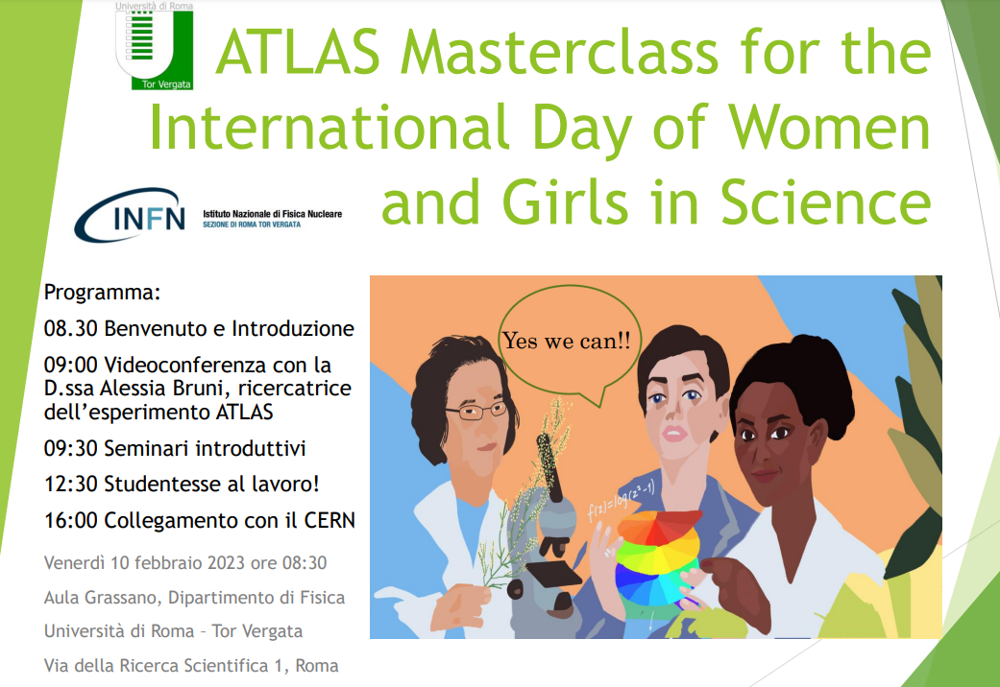 Università di Roma
Tor Vergata
ATLAS Masterclass for the
International Day of Women
and Girls in Science
INFN
Istituto Nazionale di Fisica Nucleare
SEZIONE DI ROMA TOR VERGATA
Programma:
08.30 Benvenuto e Introduzione
09:00 Videoconferenza con la
D.ssa Alessia Bruni, ricercatrice
dell’esperimento ATLAS
09:30 Seminari introduttivi
12:30 Studentesse al lavoro!
16:00 Collegamento con il CERN
Venerdì 10 febbraio 2023 ore 08:30
Aula Grassano, Dipartimento di Fisica
Università di Roma – Tor Vergata
Via della Ricerca Scientifica 1, Roma
Yes we can!!
f(z)=log(z²-1)